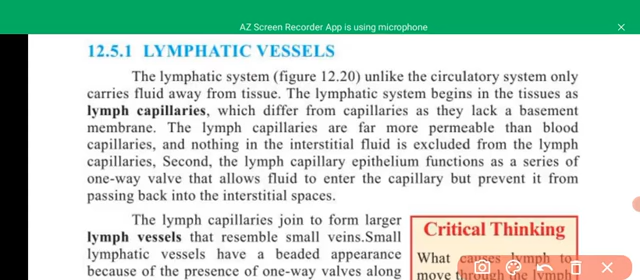 AZ Screen Recorder App is using microphone
12.5.1 LYMPHATIC VESSELS
The lymphatic system (figure 12.20) unlike the circulatory system only
carries fluid away from tissue. The lymphatic system begins in the tissues as
lymph capillaries, which differ from capillaries as they lack a basement
membrane. The lymph capillaries are far more permeable than blood
capillaries, and nothing in the interstitial fluid is excluded from the lymph
capillaries, Second, the lymph capillary epithelium functions as a series of
one-way valve that allows fluid to enter the capillary but prevent it from
passing back into the interstitial spaces.
The lymph capillaries join to form larger
lymph vessels that resemble small veins.Small
lymphatic vessels have a beaded appearance
because of the presence of one-way valves along
Critical Thinking
What causes lymph to
move through the lymph